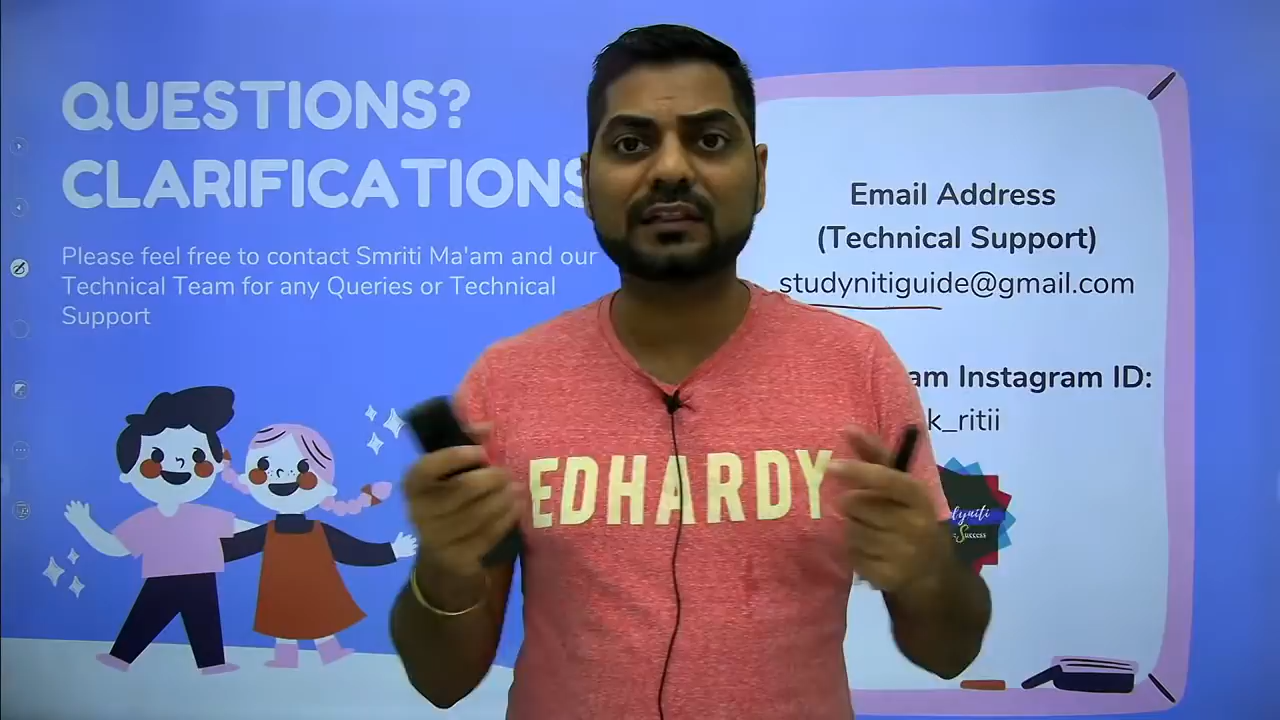 QUESTIONS?
CLARIFICATIONS
Please feel free to contact Smriti Ma'am and our
Technical Team for any Queries or Technical
Support
Email Address
(Technical Support)
studynitiguide@gmail.com
am Instagram ID:
k_ritii
EDHARDY
Success